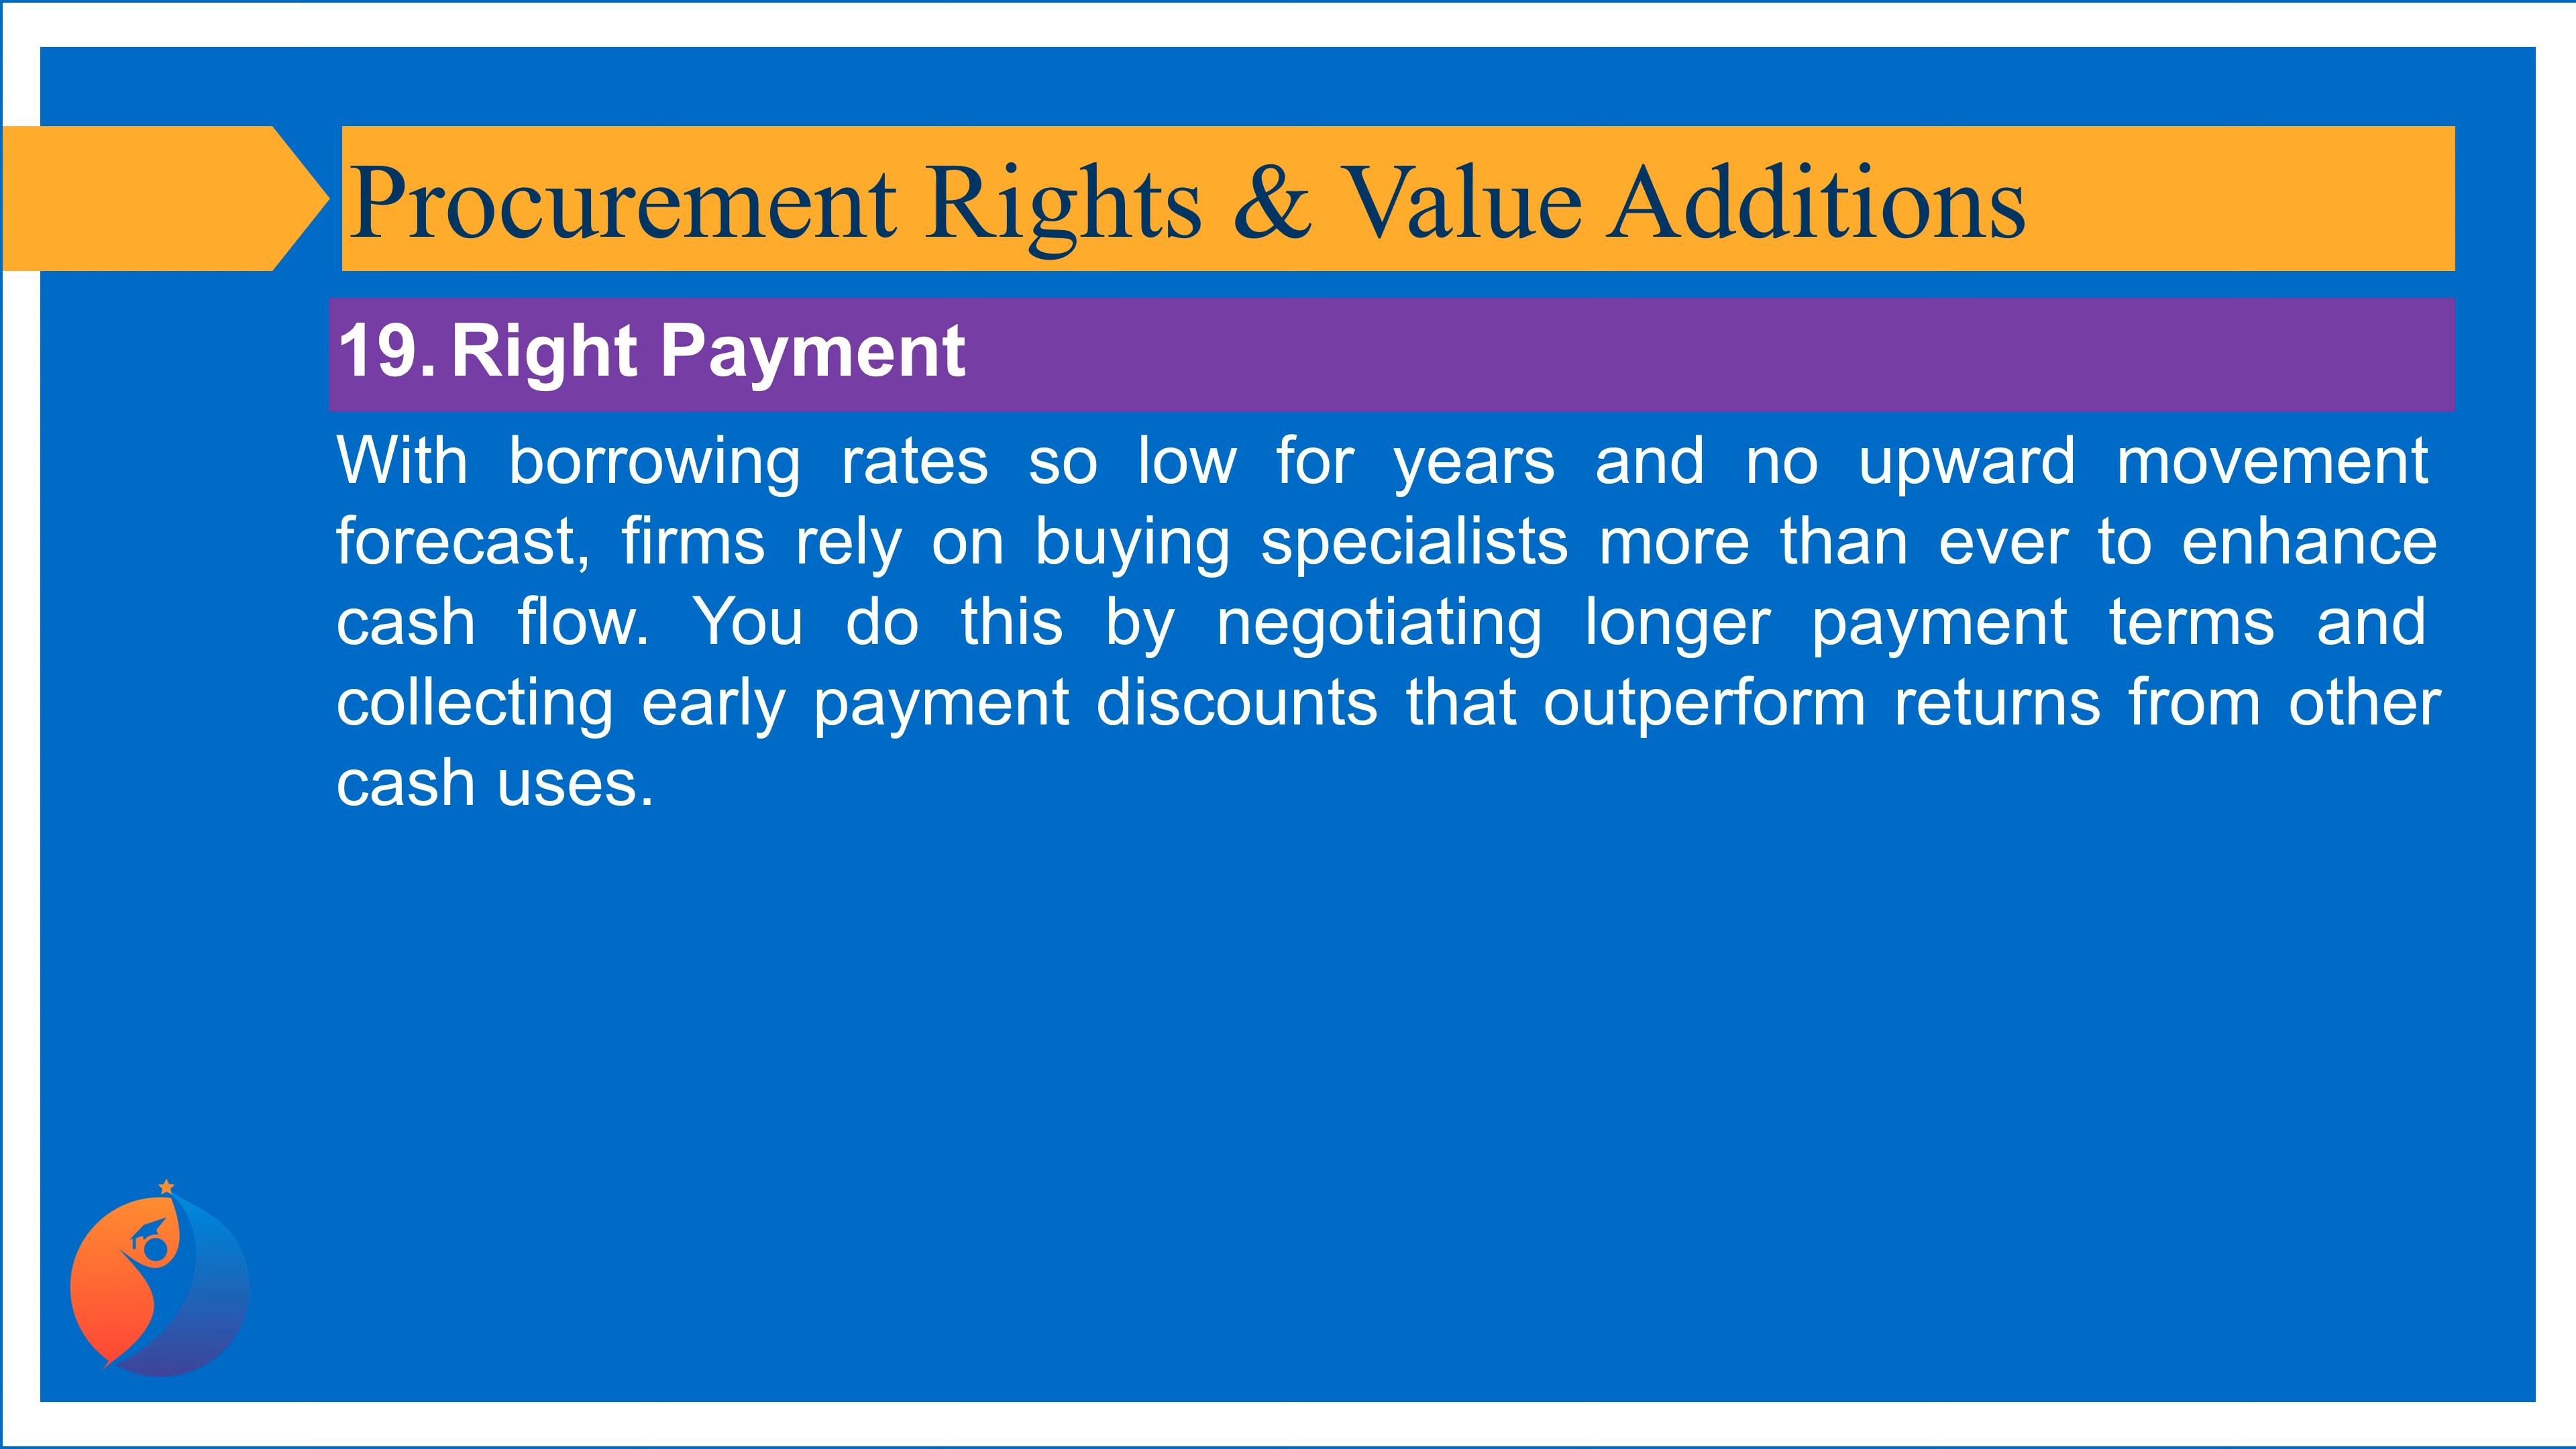 Procurement Rights & Value Additions
19. Right Payment
With borrowing rates so low for years and no upward movement
forecast, firms rely on buying specialists more than ever to enhance
cash flow. You do this by negotiating longer payment terms and
collecting early payment discounts that outperform returns from other
cash uses.